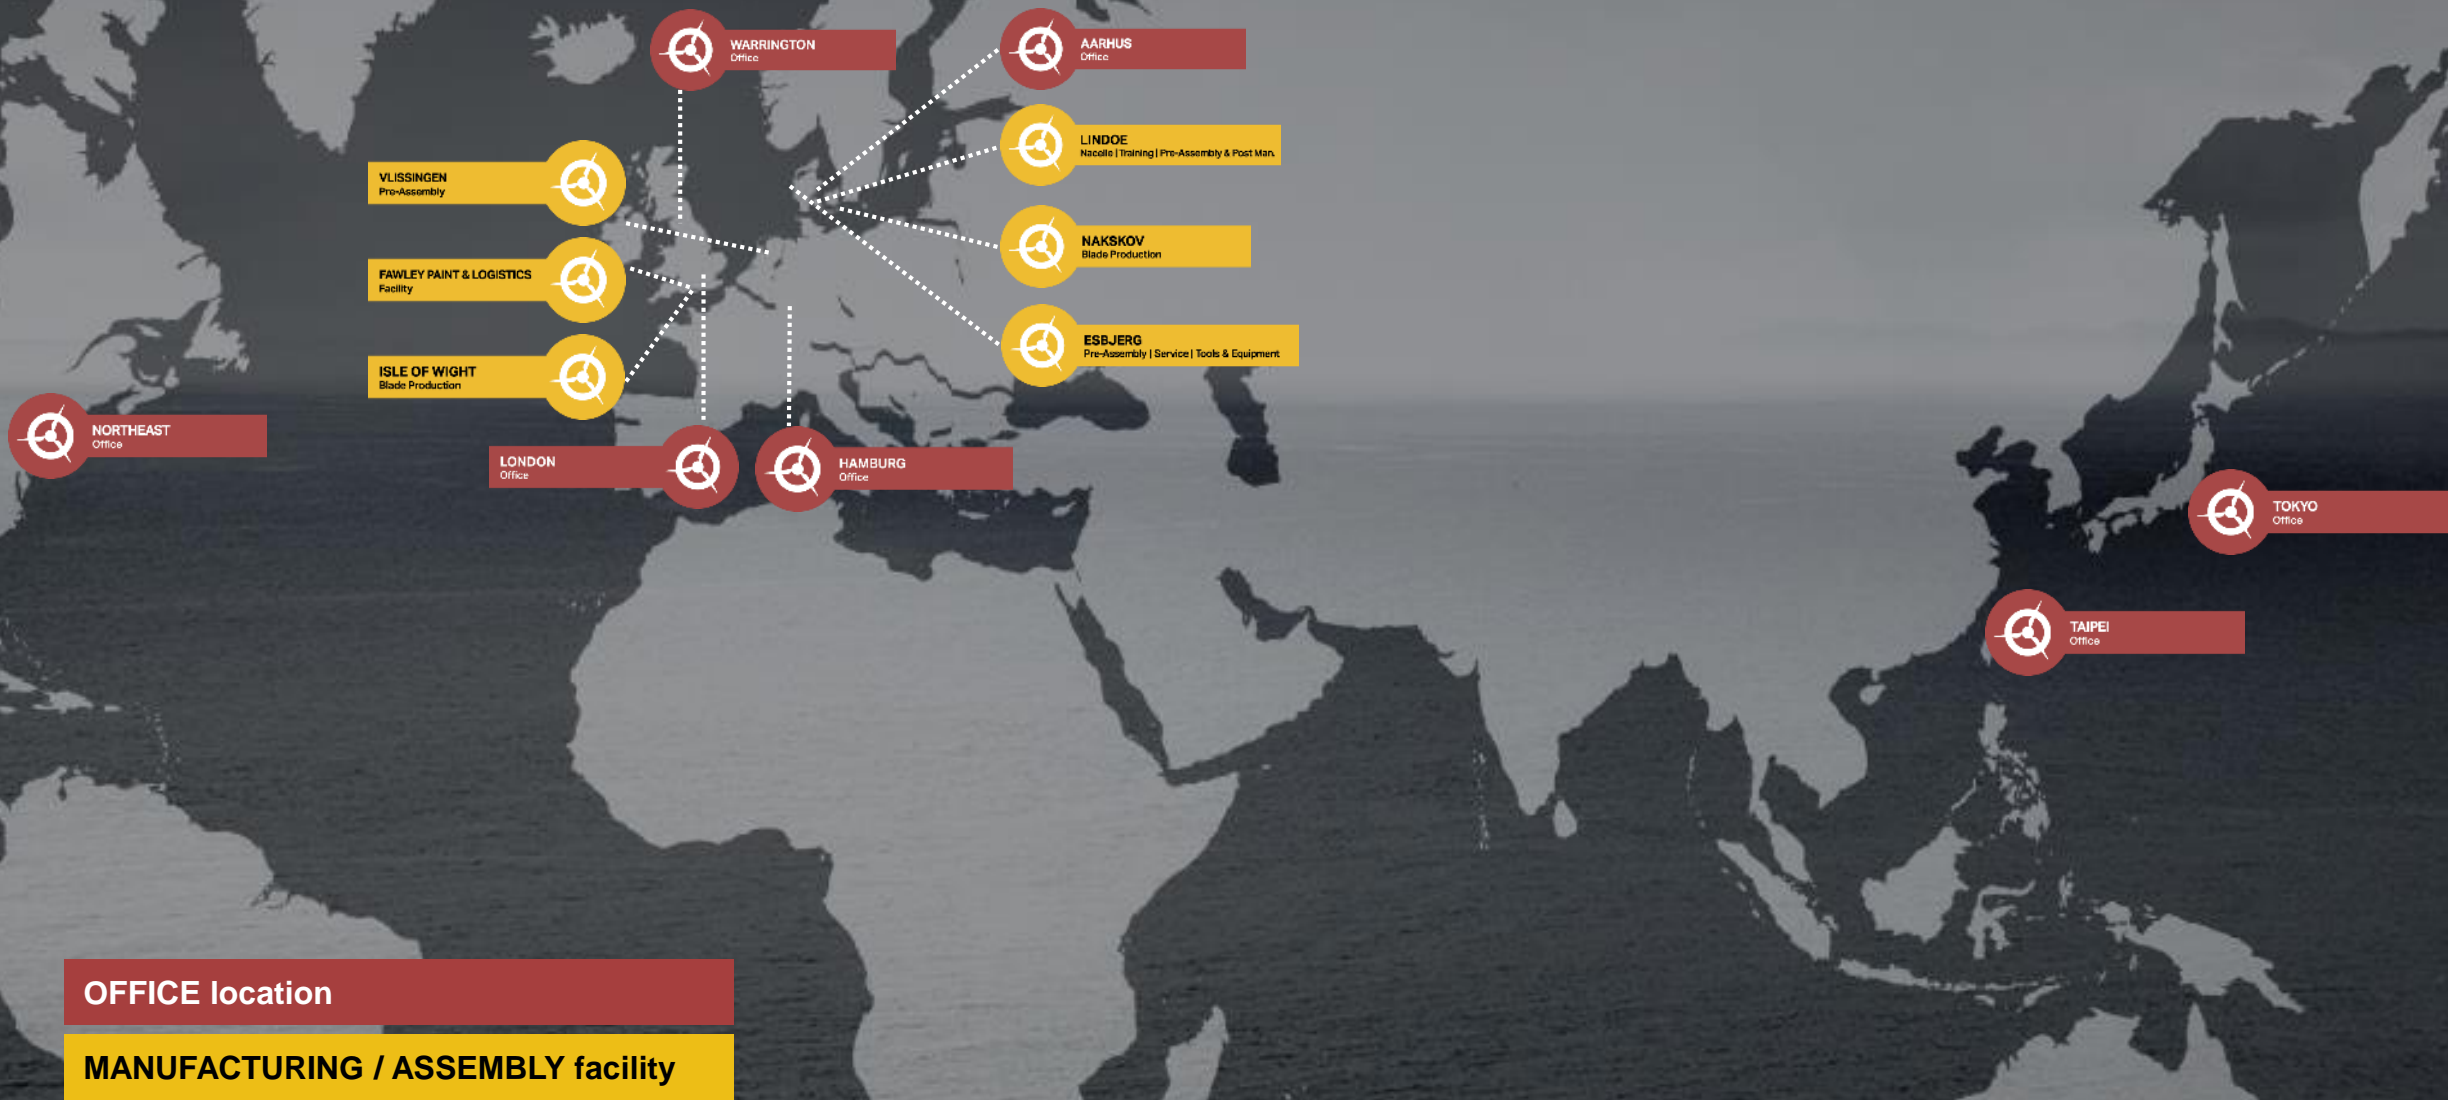 WARRINGTON
Office
AARHUS
Office
LINDOE
Nacelle | Training | Pre-Assembly & Post Man.
VLISSINGEN
Pre-Assembly
NAKSKOV
Blade Production
FAWLEY PAINT & LOGISTICS
Facility
ESBJERG
Pre-Assembly | Service | Tools & Equipment
ISLE OF WIGHT
Blade Production
NORTHEAST
Office
LONDON
Office
HAMBURG
Office
TOKYO
Office
TAIPEI
Office
OFFICE location
MANUFACTURING / ASSEMBLY facility